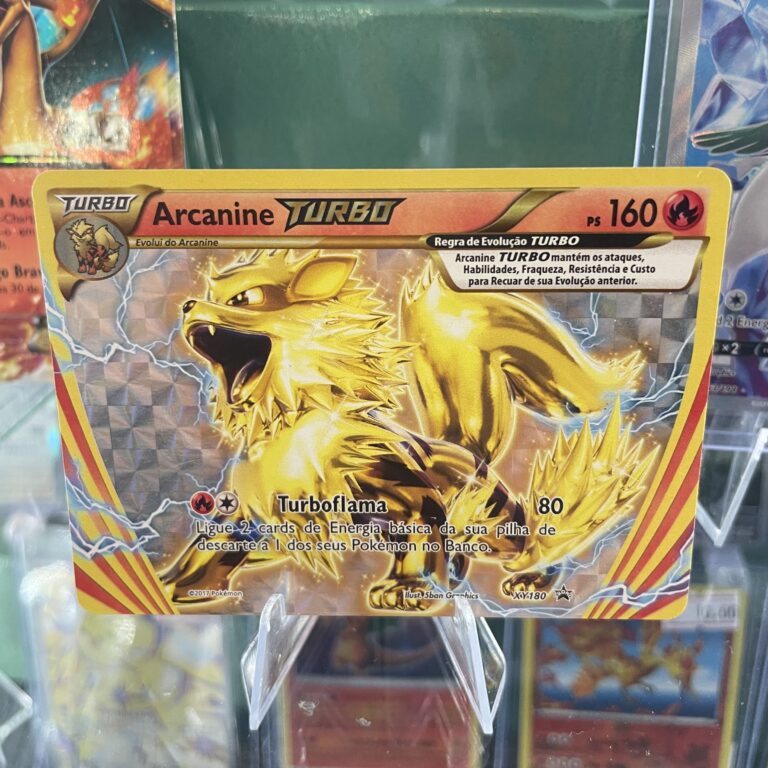 TURBO
Arcanine TURBO
PS 160
Evolui do Arcanine
Regra de Evolução TURBO
Arcanine TURBO mantém os ataques,
Habilidades, Fraqueza, Resistência e Custo
para Recuar de sua Evolução anterior.
Turboflama 80
Ligue 2 cards de Energia básica da sua pilha de
descarte a 1 dos seus Pokémon no Banco.
©2017 Pokémon
Illus. 5ban Graphics
XY180
×2